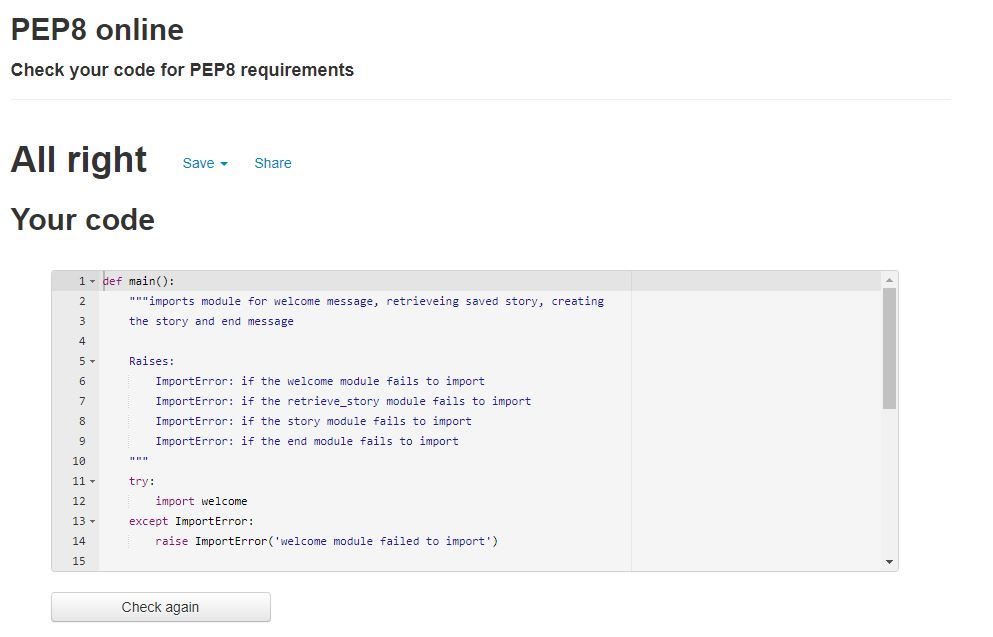 PEP8 online
Check your code for PEP8 requirements
All right Save Share
Your code
1 def main():
2 """imports module for welcome message, retrieveing saved story, creating
3 the story and end message
4
5 Raises:
6 ImportError: if the welcome module fails to import
7 ImportError: if the retrieve_story module fails to import
8 ImportError: if the story module fails to import
9 ImportError: if the end module fails to import
10 """
11 try:
12 import welcome
13 except ImportError:
14 raise ImportError('welcome module failed to import')
15
Check again